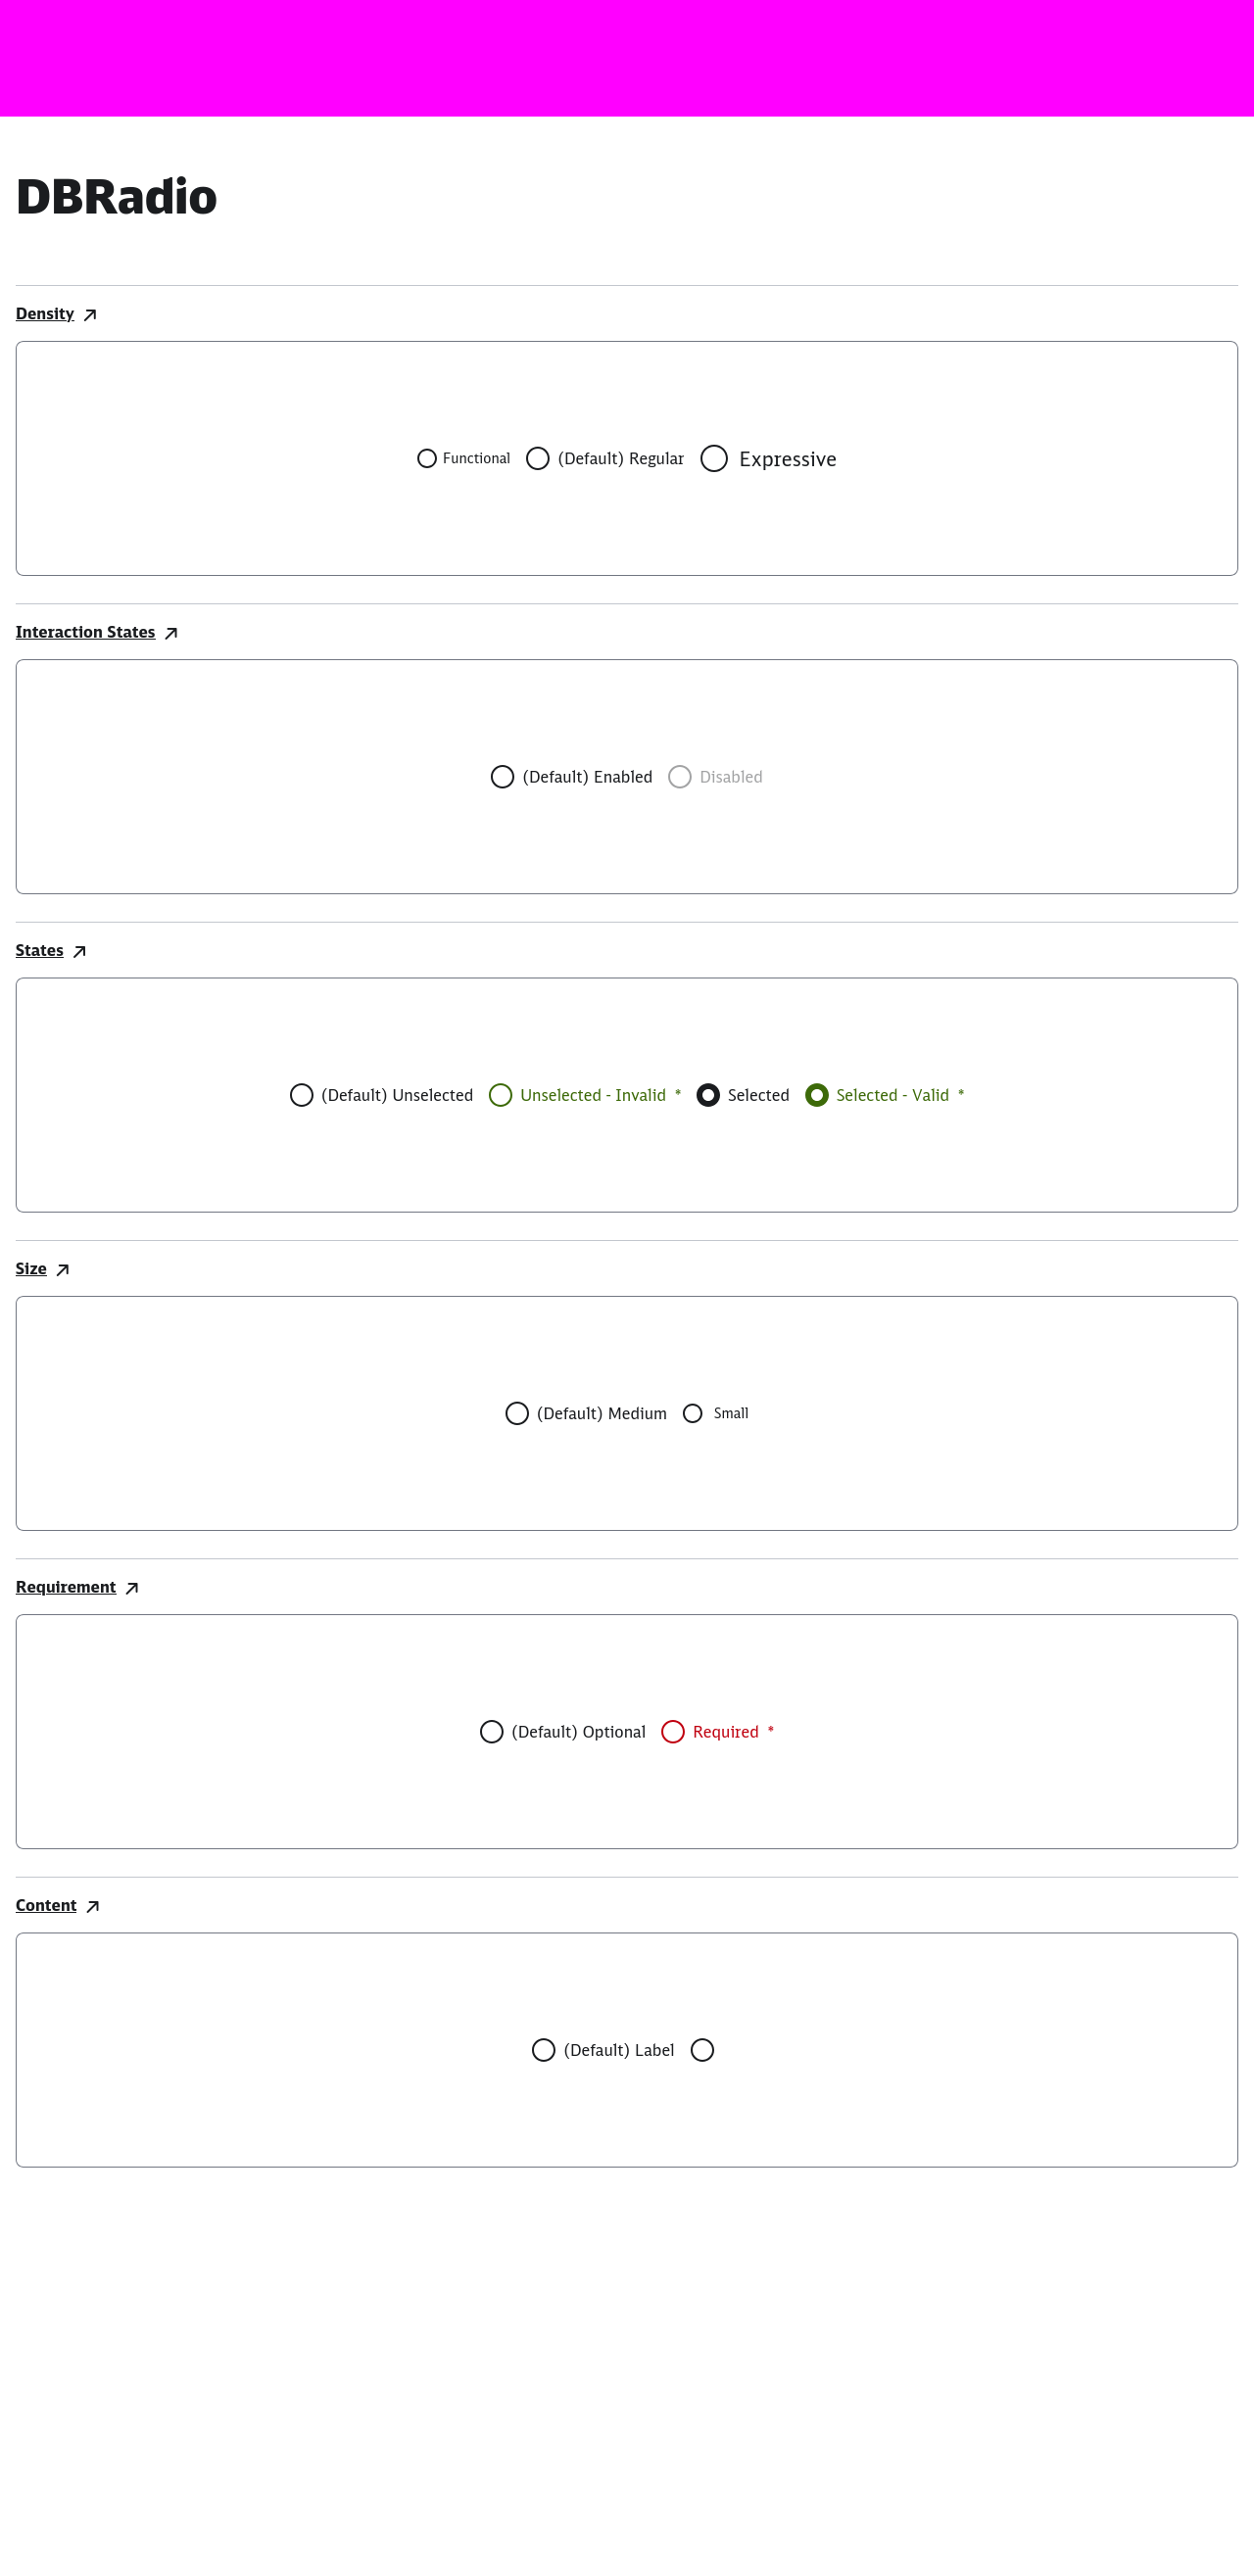 DBRadio
Density
Functional (Default) Regular Expressive
Interaction States
(Default) Enabled Disabled
States
(Default) Unselected Unselected - Invalid * Selected Selected - Valid *
Size
(Default) Medium Small
Requirement
(Default) Optional Required *
Content
(Default) Label